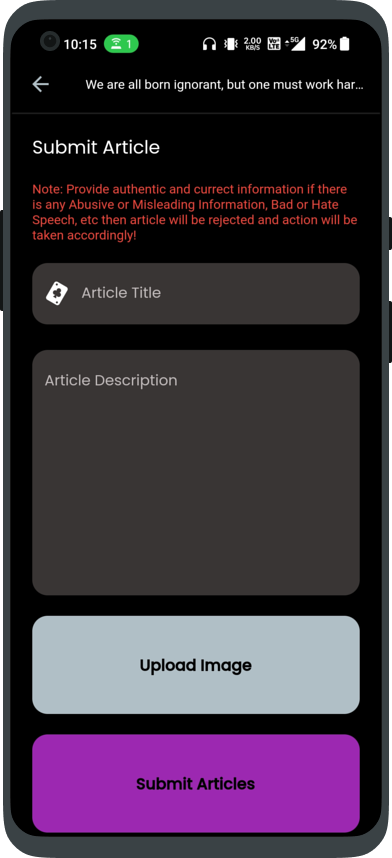 10:15 1 2.00 KB/S VoLTE 5G 92%
We are all born ignorant, but one must work har...
Submit Article
Note: Provide authentic and currect information if there
is any Abusive or Misleading Information, Bad or Hate
Speech, etc then article will be rejected and action will be
taken accordingly!
Article Title
Article Description
Upload Image
Submit Articles